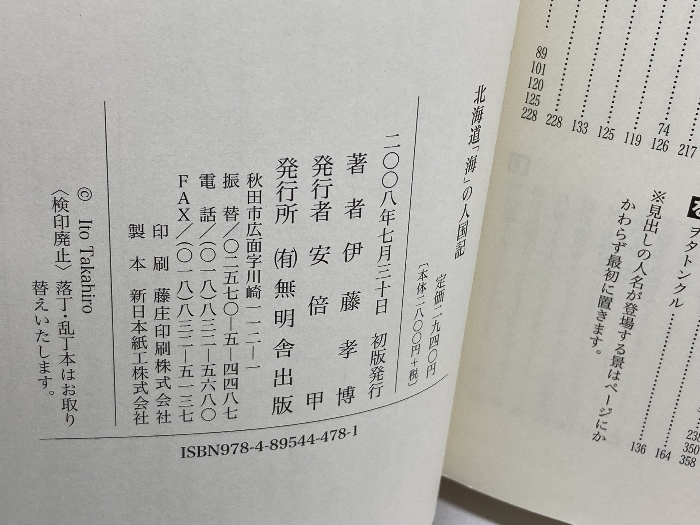 北海道「海」の人国記
定価二九四〇円
〔本体二八〇〇円+税〕
二〇〇八年七月三十日　初版発行
著者　伊藤孝博
発行者　安倍　甲
発行所　㈲無明舎出版
秋田市広面字川崎一一二―一
振替/〇二五七〇―五―四四八七
電話/(〇一八)八三二―五六八〇
FAX/(〇一八)八三二―五一三七
印刷　藤庄印刷株式会社
製本　新日本紙工株式会社
© Ito Takahiro
〈検印廃止〉落丁・乱丁本はお取り
替えいたします。
ISBN978-4-89544-478-1
217
74
126
119
125
133
228
89
101
120
125
228
ヲタトンクル
※見出しの人名が登場する景はページにか
かわらず最初に置きます。
350
358
164
136